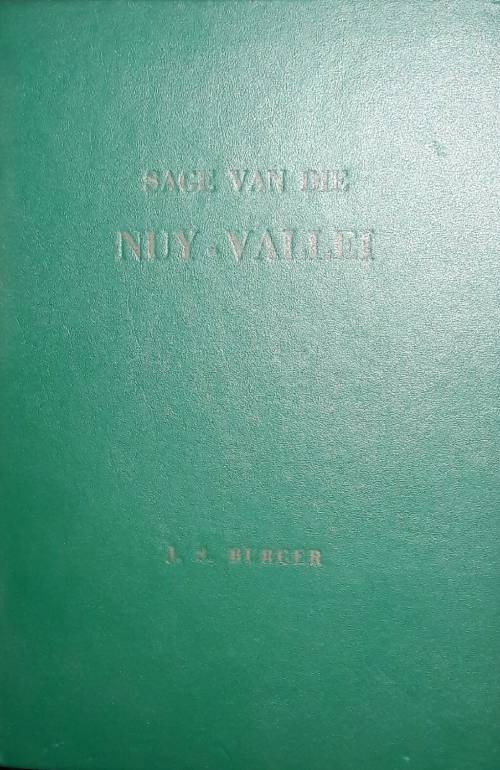 SAGE VAN DIE
NUY-VALLEI
J. S. BURGER